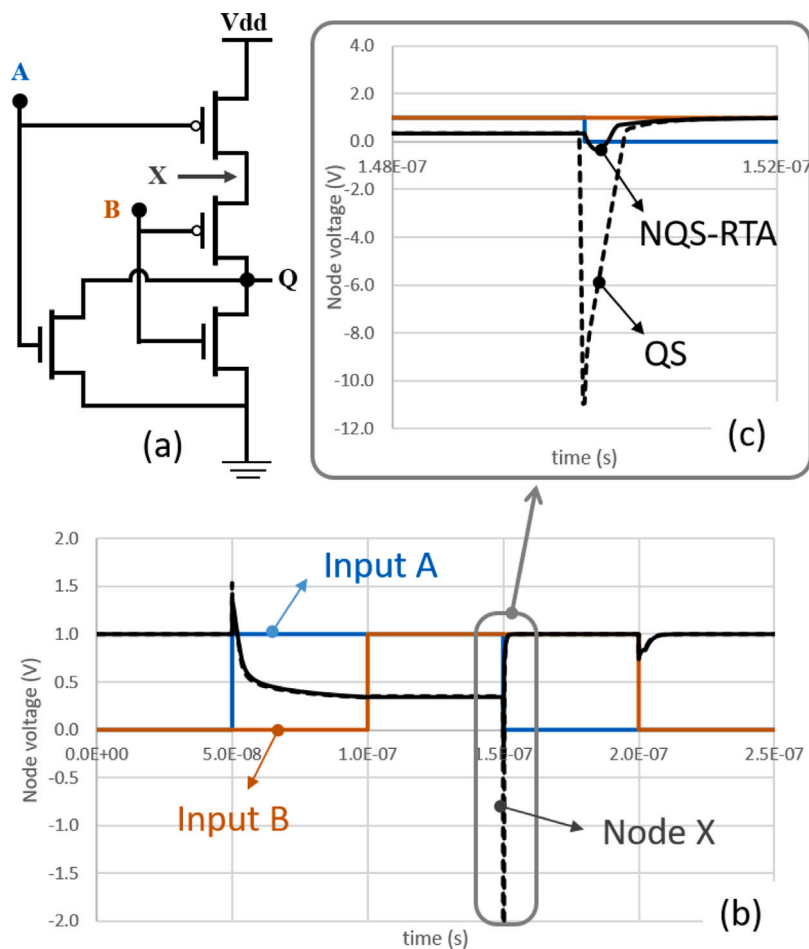 Vdd
A
X
B
Q
(a)
4.0
2.0
0.0
-2.0
-4.0
-6.0
-8.0
-10.0
-12.0
1.48E-07
1.52E-07
Node voltage (V)
NQS-RTA
QS
(c)
time (s)
2.0
1.5
1.0
0.5
0.0
-0.5
-1.0
-1.5
-2.0
0.0E+00
5.0E-08
1.0E-07
1.5E-07
2.0E-07
2.5E-07
Node voltage (V)
Input A
Input B
Node X
(b)
time (s)